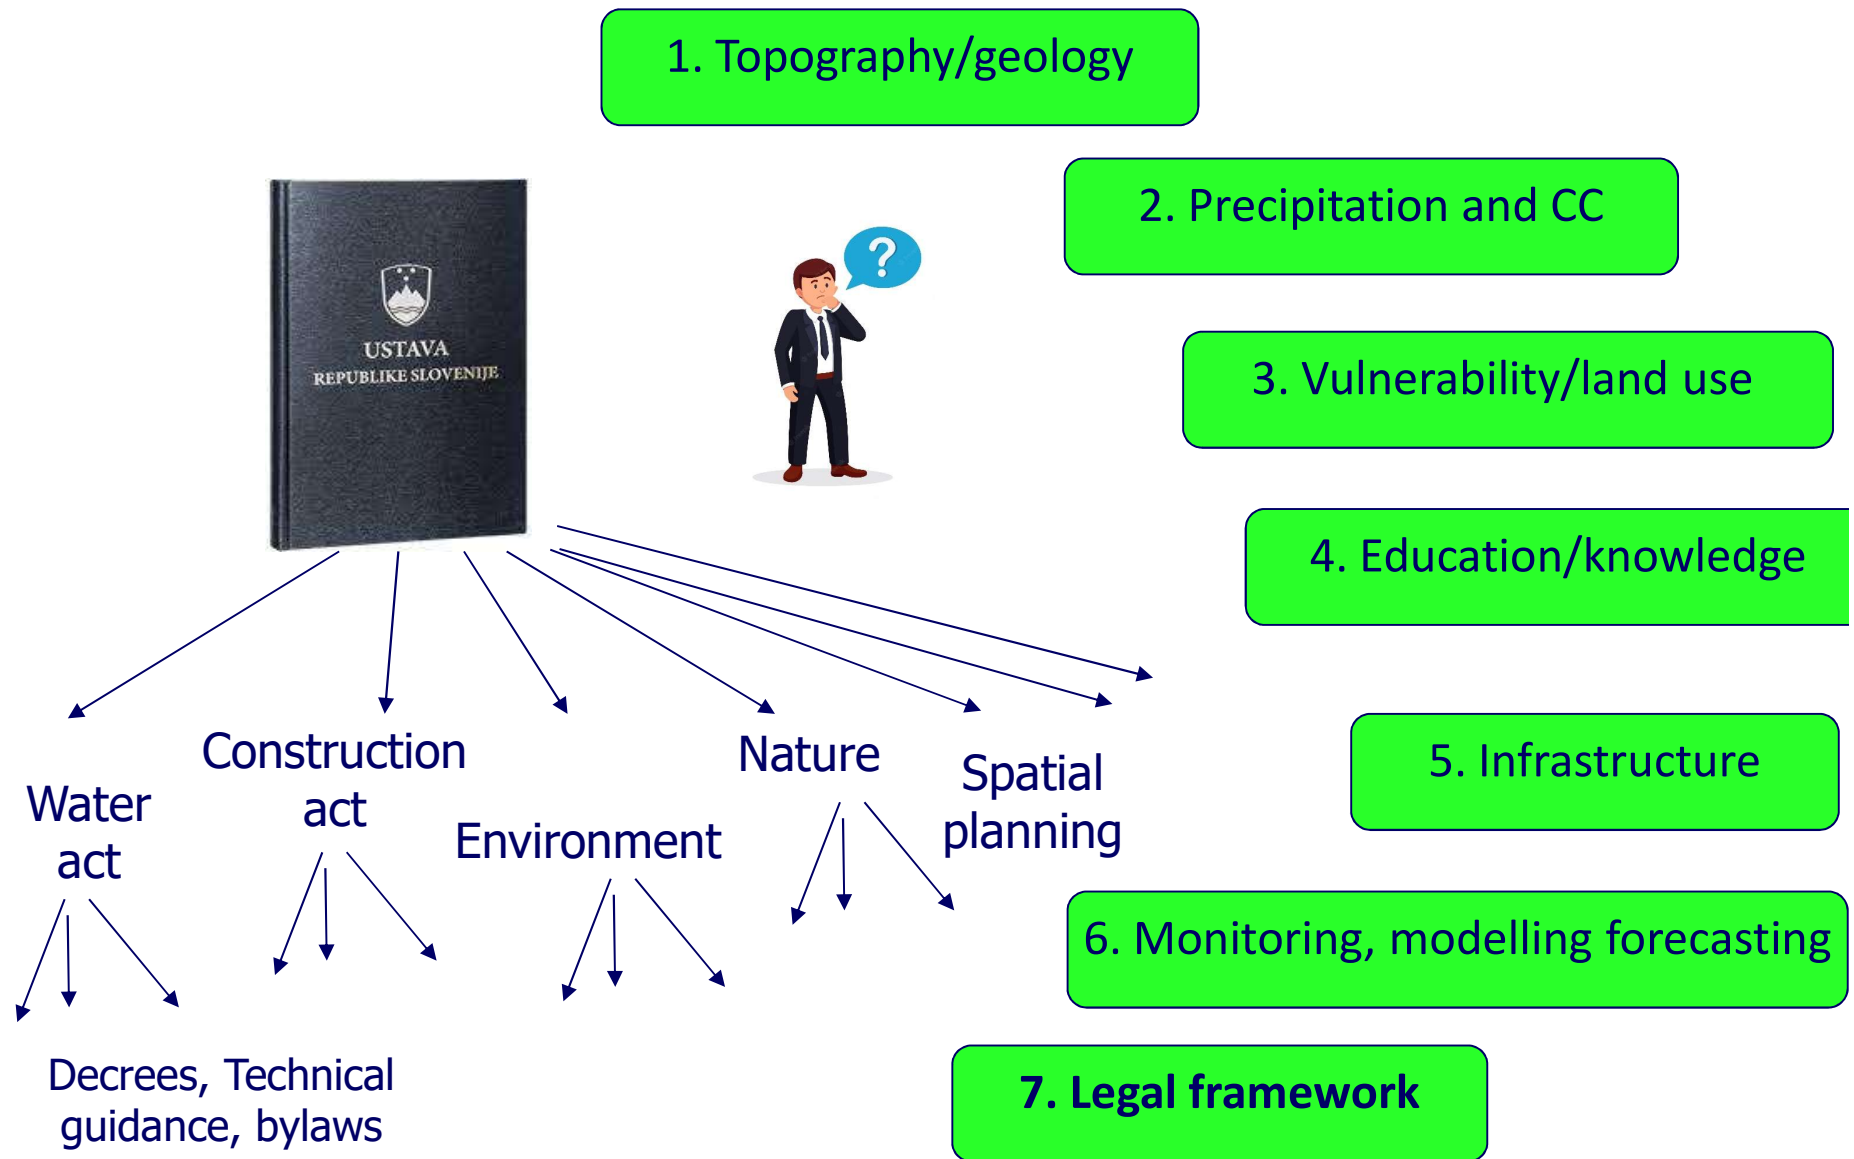 1. Topography/geology
2. Precipitation and CC
?
USTAVA
REPUBLIKE SLOVENIJE
3. Vulnerability/land use
4. Education/knowledge
5. Infrastructure
Construction
act
Nature
Spatial
planning
Water
act
Environment
6. Monitoring, modelling forecasting
Decrees, Technical
guidance, bylaws
7. Legal framework